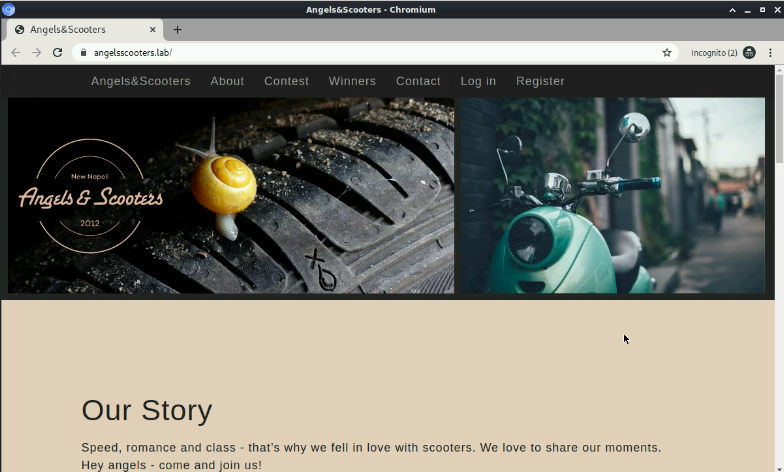 Angels&Scooters - Chromium
Angels&Scooters
angelsscooters.lab/
Incognito (2)
Angels&Scooters About Contest Winners Contact Log in Register
New Napoli
Angels & Scooters
2012
Our Story
Speed, romance and class - that's why we fell in love with scooters. We love to share our moments.
Hey angels - come and join us!